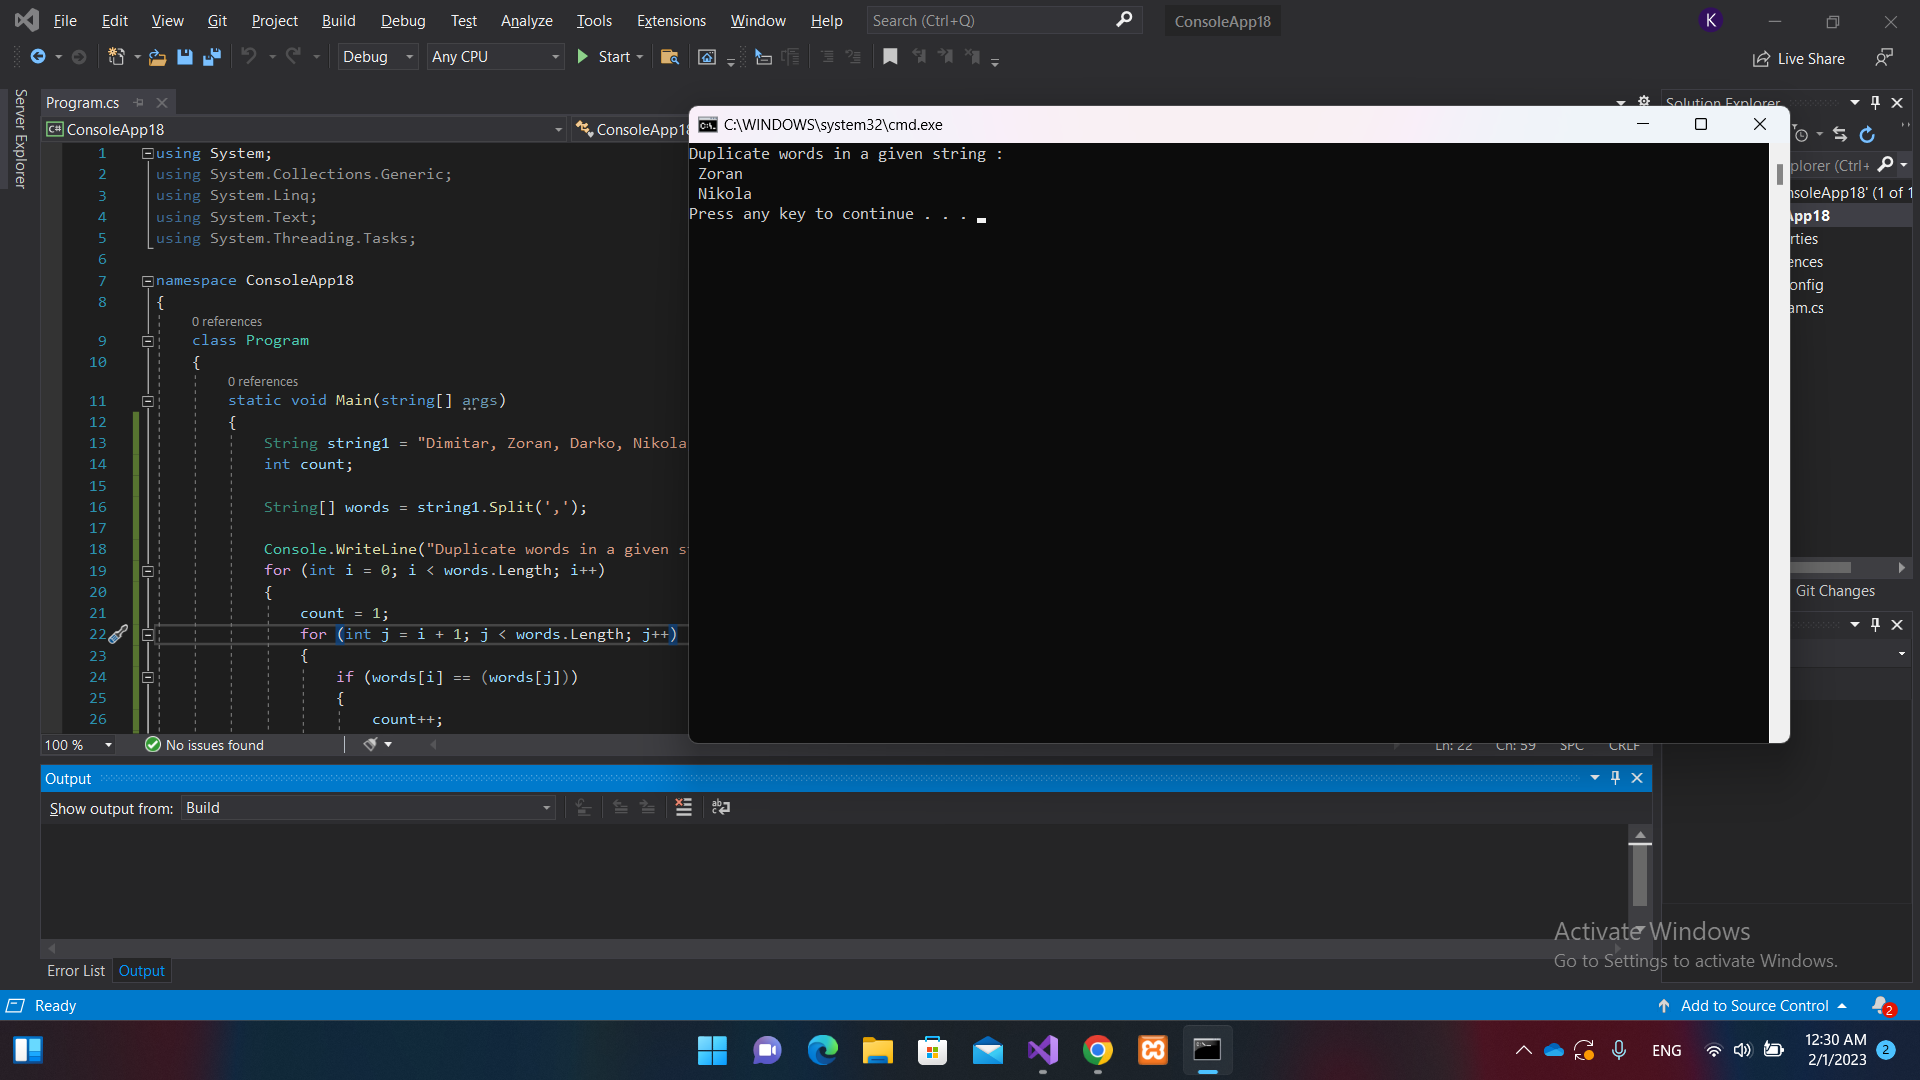 File Edit View Git Project Build Debug Test Analyze Tools Extensions Window Help Search (Ctrl+Q) ConsoleApp18 K
Debug Any CPU Start Live Share
Server Explorer
Program.cs
Solution Explorer
ConsoleApp18 ConsoleApp18
C:\WINDOWS\system32\cmd.exe
Duplicate words in a given string :
Zoran
Nikola
Press any key to continue . . .
1 using System;
2 using System.Collections.Generic;
3 using System.Linq;
4 using System.Text;
5 using System.Threading.Tasks;
6
7 namespace ConsoleApp18
8 {
0 references
9 class Program
10 {
0 references
11 static void Main(string[] args)
12 {
13 String string1 = "Dimitar, Zoran, Darko, Nikola
14 int count;
15
16 String[] words = string1.Split(',');
17
18 Console.WriteLine("Duplicate words in a given s
19 for (int i = 0; i < words.Length; i++)
20 {
21 count = 1;
22 for (int j = i + 1; j < words.Length; j++)
23 {
24 if (words[i] == (words[j]))
25 {
26 count++;
plorer (Ctrl+
nsoleApp18' (1 of 1
App18
rties
ences
onfig
am.cs
Git Changes
100 % No issues found
Ln: 22 Ch: 59 SPC CRLF
Output
Show output from: Build
Error List Output
Activate Windows
Go to Settings to activate Windows.
Ready
Add to Source Control 2
ENG
12:30 AM
2/1/2023
2